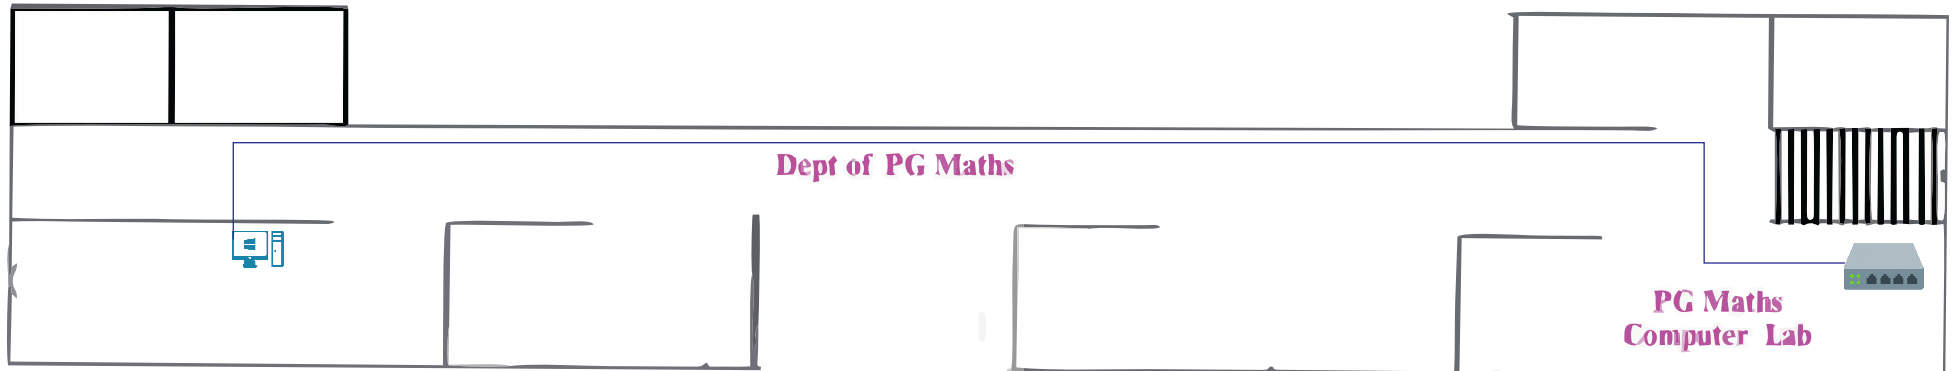 Dept of PG Maths
PG Maths
Computer Lab